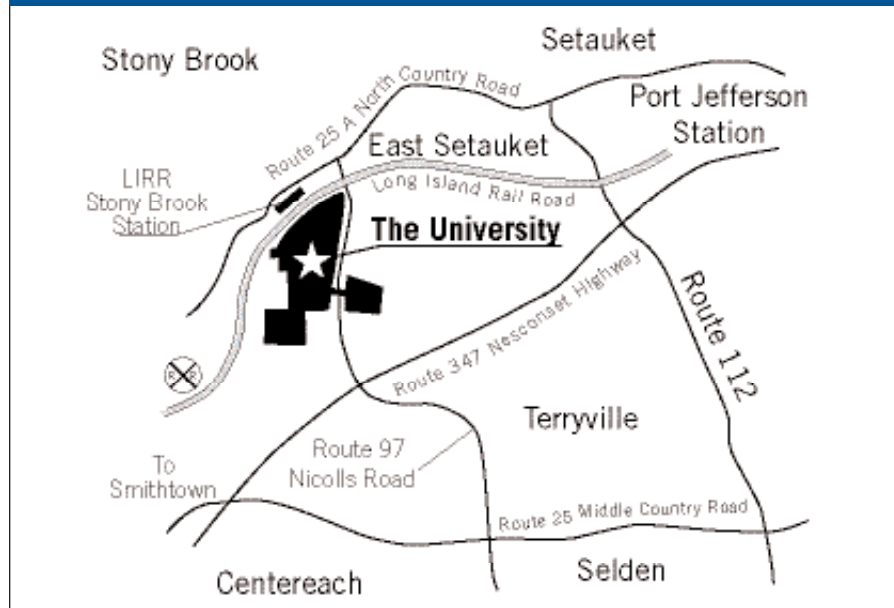 Stony Brook
Setauket
Route 25 A North Country Road
Port Jefferson
Station
East Setauket
Long Island Rail Road
LIRR
Stony Brook
Station
The University
Route 347 Nesconset Highway
Route 112
R R
Terryville
Route 97
Nicolls Road
To
Smithtown
Route 25 Middle Country Road
Centereach
Selden